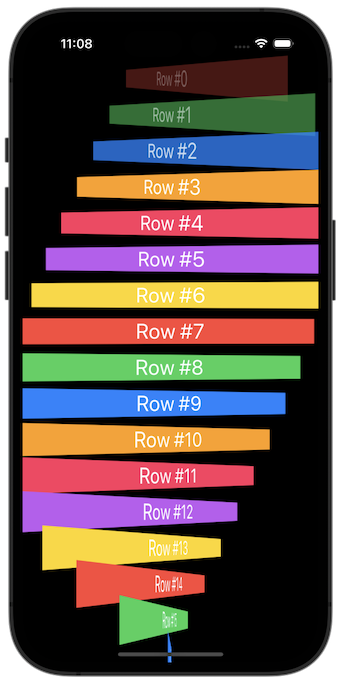 11:08
Row #0
Row #1
Row #2
Row #3
Row #4
Row #5
Row #6
Row #7
Row #8
Row #9
Row #10
Row #11
Row #12
Row #13
Row #14
Row #15